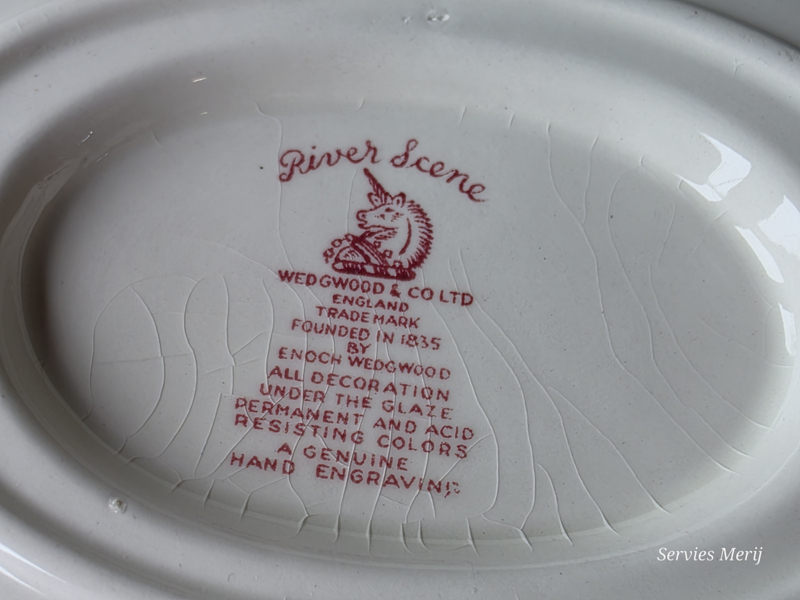 River Scene
WEDGWOOD & CO LTD
ENGLAND
TRADE MARK
FOUNDED IN 1835
BY
ENOCH WEDGWOOD
ALL DECORATION
UNDER THE GLAZE
PERMANENT AND ACID
RESISTING COLORS
A GENUINE
HAND ENGRAVING
Servies Merij